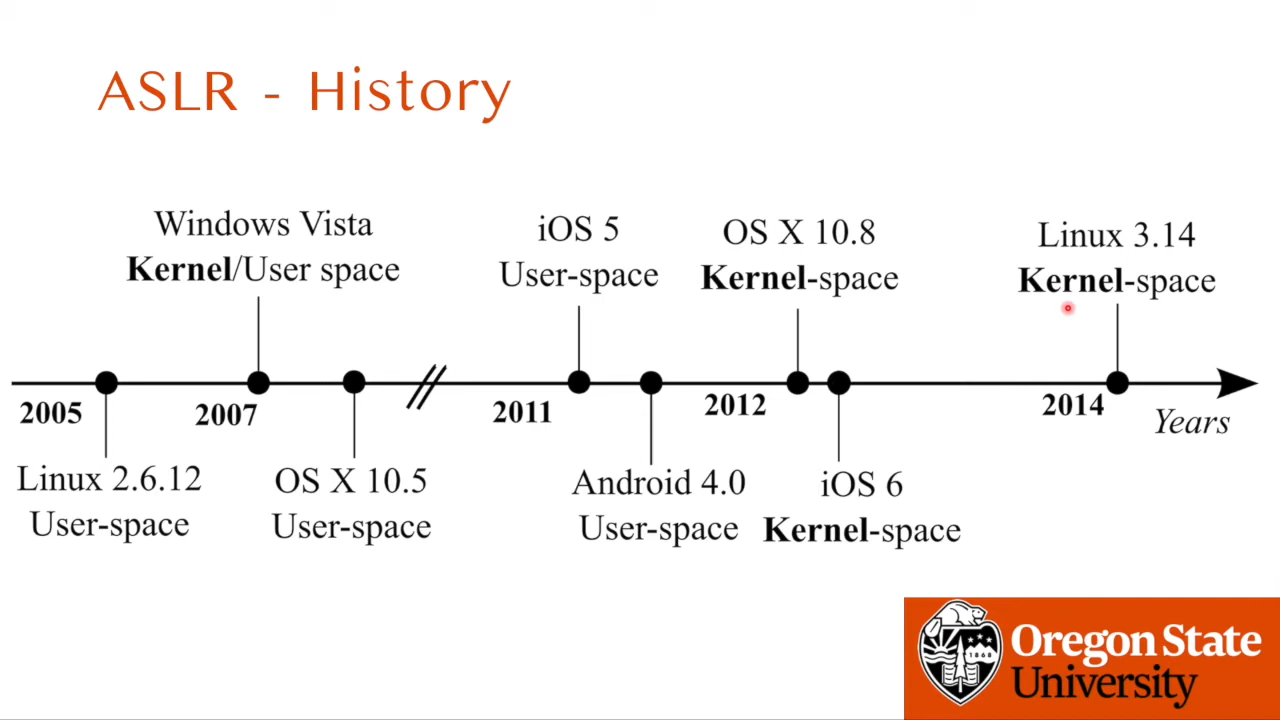 ASLR - History
Windows Vista
Kernel/User space
iOS 5
User-space
OS X 10.8
Kernel-space
Linux 3.14
Kernel-space
2005
2007
2011
2012
2014
Years
Linux 2.6.12
User-space
OS X 10.5
User-space
Android 4.0
User-space
iOS 6
Kernel-space
1868
Oregon State
University